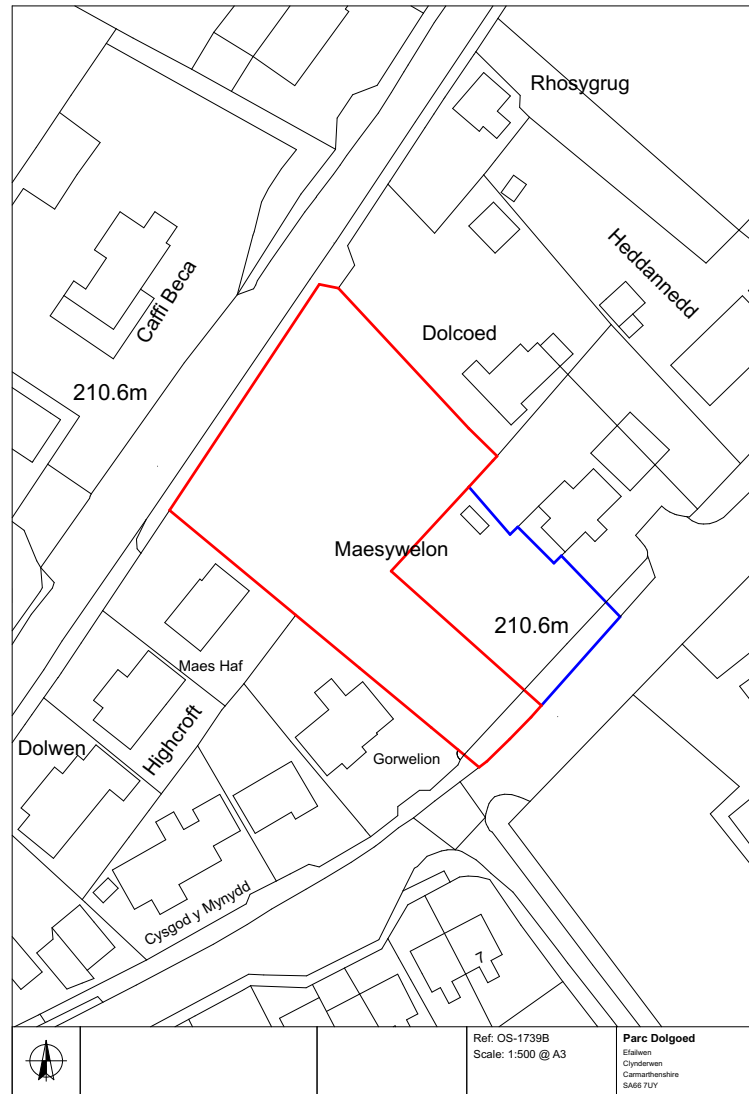 Rhosygrug
Heddannedd
Caffi Beca
Dolcoed
210.6m
Maesywelon
210.6m
Maes Haf
Highcroft
Dolwen
Gorwelion
Cysgod y Mynydd
7
Ref: OS-1739B
Scale: 1:500 @ A3
Parc Dolgoed
Efailwen
Clynderwen
Carmarthenshire
SA66 7UY